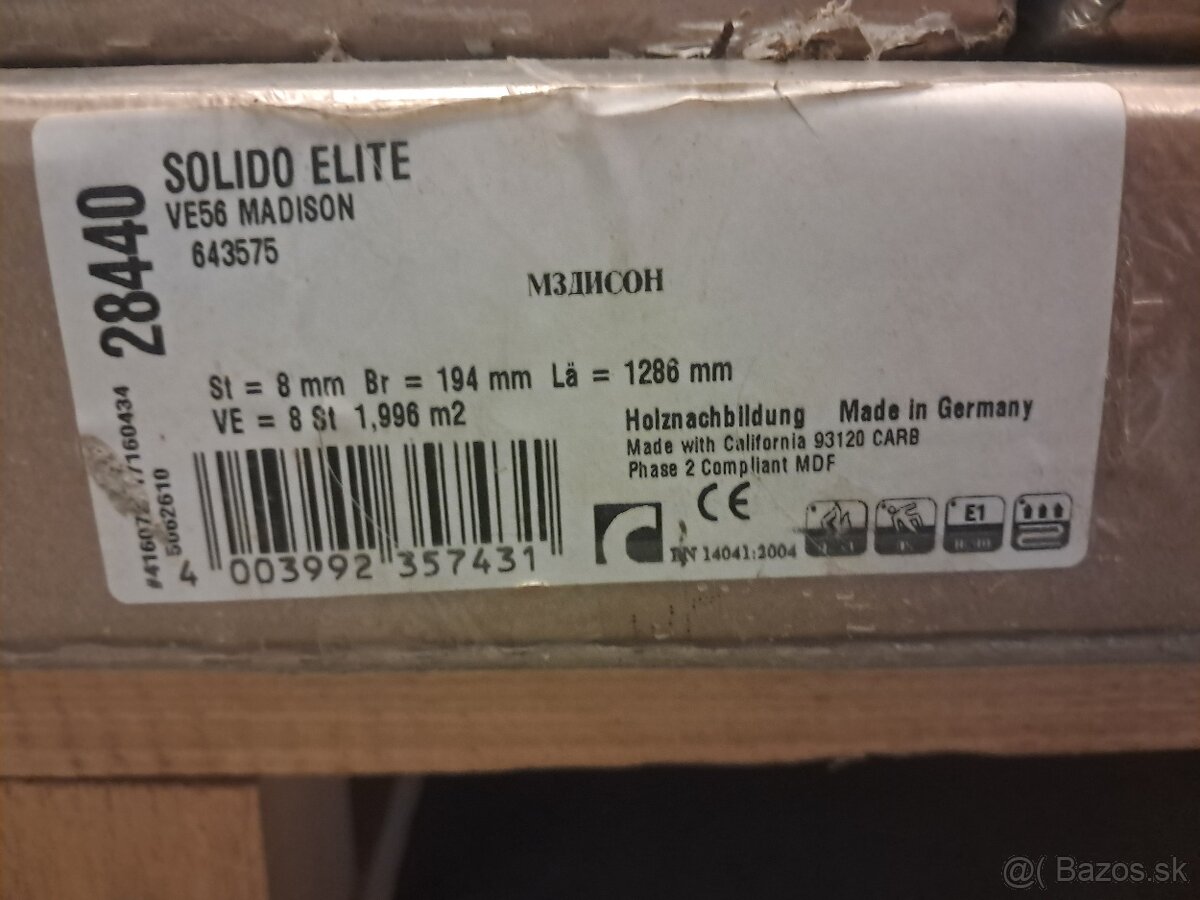 SOLIDO ELITE
VE56 MADISON
643575
28440
МЗДИСОН
St = 8 mm Br = 194 mm Lä = 1286 mm
VE = 8 St 1,996 m2
Holznachbildung Made in Germany
Made with California 93120 CARB
Phase 2 Compliant MDF
CE
EN 14041:2004
E1
5062610
4 003992 357431
@( Bazos.sk